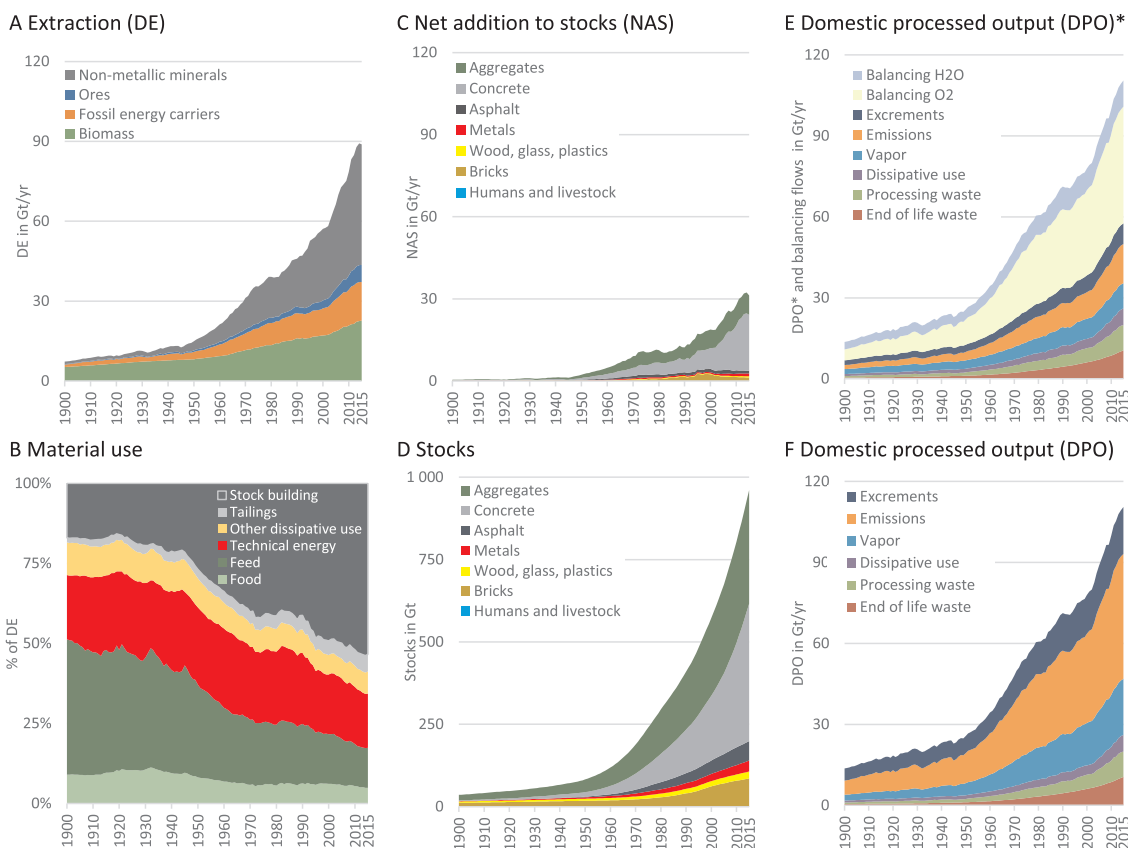 A Extraction (DE)
120
90
60
30
0
DE in Gt/yr
Non-metallic minerals
Ores
Fossil energy carriers
Biomass
1900
1910
1920
1930
1940
1950
1960
1970
1980
1990
2000
2010
2015
C Net addition to stocks (NAS)
120
90
60
30
0
NAS in Gt/yr
Aggregates
Concrete
Asphalt
Metals
Wood, glass, plastics
Bricks
Humans and livestock
1900
1910
1920
1930
1940
1950
1960
1970
1980
1990
2000
2010
2015
E Domestic processed output (DPO)*
120
90
60
30
0
DPO* and balancing flows in Gt/yr
Balancing H2O
Balancing O2
Excrements
Emissions
Vapor
Dissipative use
Processing waste
End of life waste
1900
1910
1920
1930
1940
1950
1960
1970
1980
1990
2000
2010
2015
B Material use
100%
75%
50%
25%
0%
% of DE
Stock building
Tailings
Other dissipative use
Technical energy
Feed
Food
1900
1910
1920
1930
1940
1950
1960
1970
1980
1990
2000
2010
2015
D Stocks
1 000
750
500
250
0
Stocks in Gt
Aggregates
Concrete
Asphalt
Metals
Wood, glass, plastics
Bricks
Humans and livestock
1900
1910
1920
1930
1940
1950
1960
1970
1980
1990
2000
2010
2015
F Domestic processed output (DPO)
120
90
60
30
0
DPO in Gt/yr
Excrements
Emissions
Vapor
Dissipative use
Processing waste
End of life waste
1900
1910
1920
1930
1940
1950
1960
1970
1980
1990
2000
2010
2015